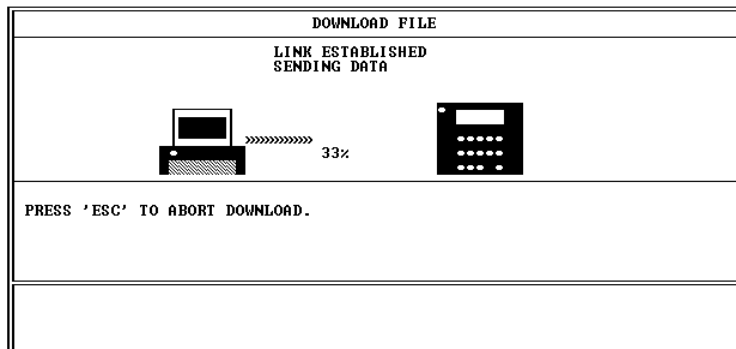 DOWNLOAD FILE
LINK ESTABLISHED
SENDING DATA
»»»»»»» 33%
PRESS 'ESC' TO ABORT DOWNLOAD.